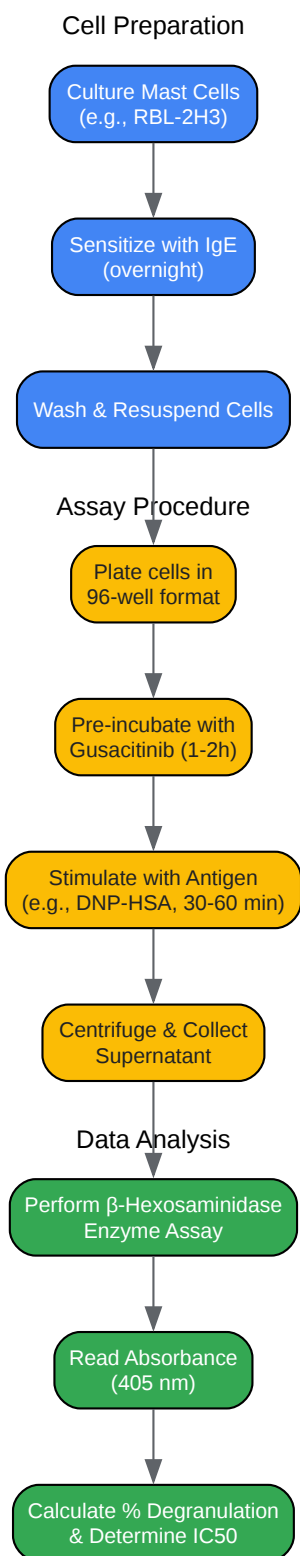 Cell Preparation
Culture Mast Cells
(e.g., RBL-2H3)
Sensitize with IgE
(overnight)
Wash & Resuspend Cells
Assay Procedure
Plate cells in
96-well format
Pre-incubate with
Gusacitinib (1-2h)
Stimulate with Antigen
(e.g., DNP-HSA, 30-60 min)
Centrifuge & Collect
Supernatant
Data Analysis
Perform β-Hexosaminidase
Enzyme Assay
Read Absorbance
(405 nm)
Calculate % Degranulation
& Determine IC50